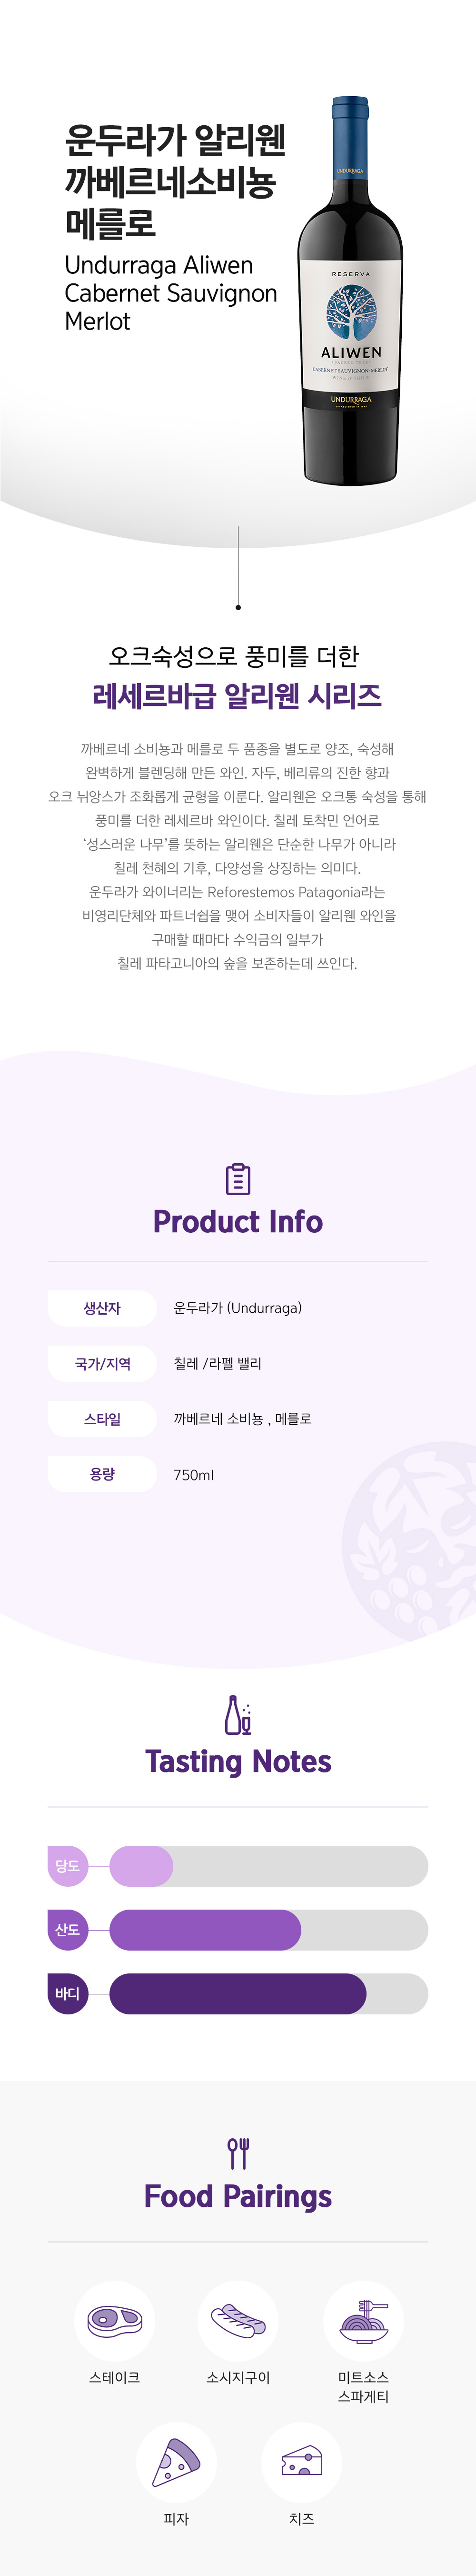 운두라가 알리웬
까베르네소비뇽
메를로
Undurraga Aliwen
Cabernet Sauvignon
Merlot
UNDURRAGA
RESERVA
ALIWEN
CABERNET SAUVIGNON-MERLOT
WINE of CHILE
UNDURRAGA
오크숙성으로 풍미를 더한
레세르바급 알리웬 시리즈
까베르네 소비뇽과 메를로 두 품종을 별도로 양조, 숙성해
완벽하게 블렌딩해 만든 와인. 자두, 베리류의 진한 향과
오크 뉘앙스가 조화롭게 균형을 이룬다. 알리웬은 오크통 숙성을 통해
풍미를 더한 레세르바 와인이다. 칠레 토착민 언어로
‘성스러운 나무’를 뜻하는 알리웬은 단순한 나무가 아니라
칠레 천혜의 기후, 다양성을 상징하는 의미다.
운두라가 와이너리는 Reforestemos Patagonia라는
비영리단체와 파트너쉽을 맺어 소비자들이 알리웬 와인을
구매할 때마다 수익금의 일부가
칠레 파타고니아의 숲을 보존하는데 쓰인다.
Product Info
생산자 운두라가 (Undurraga)
국가/지역 칠레 /라펠 밸리
스타일 까베르네 소비뇽 , 메를로
용량 750ml
Tasting Notes
당도
산도
바디
Food Pairings
스테이크 소시지구이 미트소스
스파게티
피자 치즈